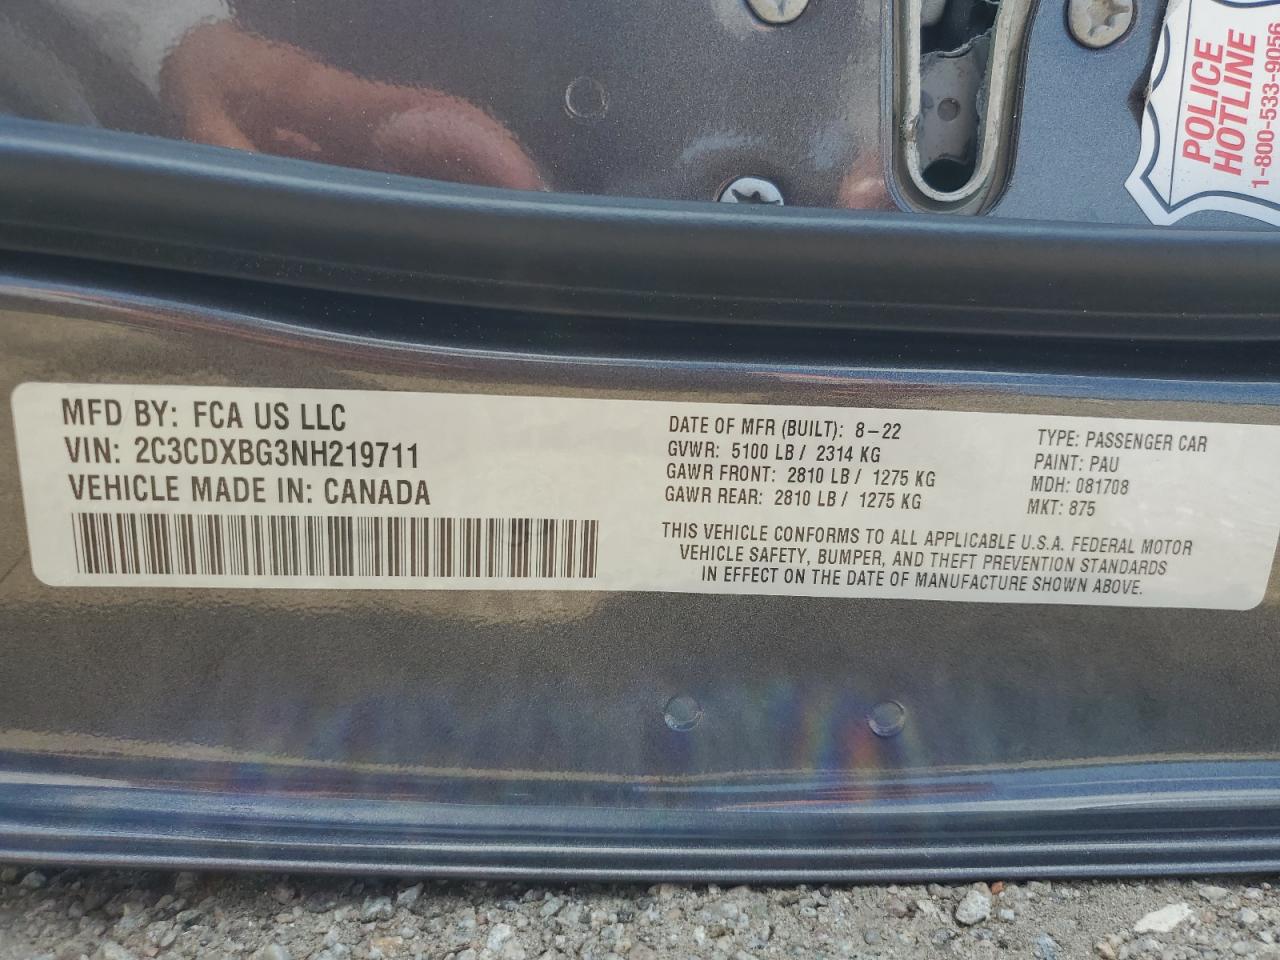 POLICE
HOTLINE
1-800-533-9056
MFD BY: FCA US LLC
VIN: 2C3CDXBG3NH219711
VEHICLE MADE IN: CANADA
DATE OF MFR (BUILT): 8-22
GVWR: 5100 LB / 2314 KG
GAWR FRONT: 2810 LB / 1275 KG
GAWR REAR: 2810 LB / 1275 KG
TYPE: PASSENGER CAR
PAINT: PAU
MDH: 081708
MKT: 875
THIS VEHICLE CONFORMS TO ALL APPLICABLE U.S.A. FEDERAL MOTOR
VEHICLE SAFETY, BUMPER, AND THEFT PREVENTION STANDARDS
IN EFFECT ON THE DATE OF MANUFACTURE SHOWN ABOVE.